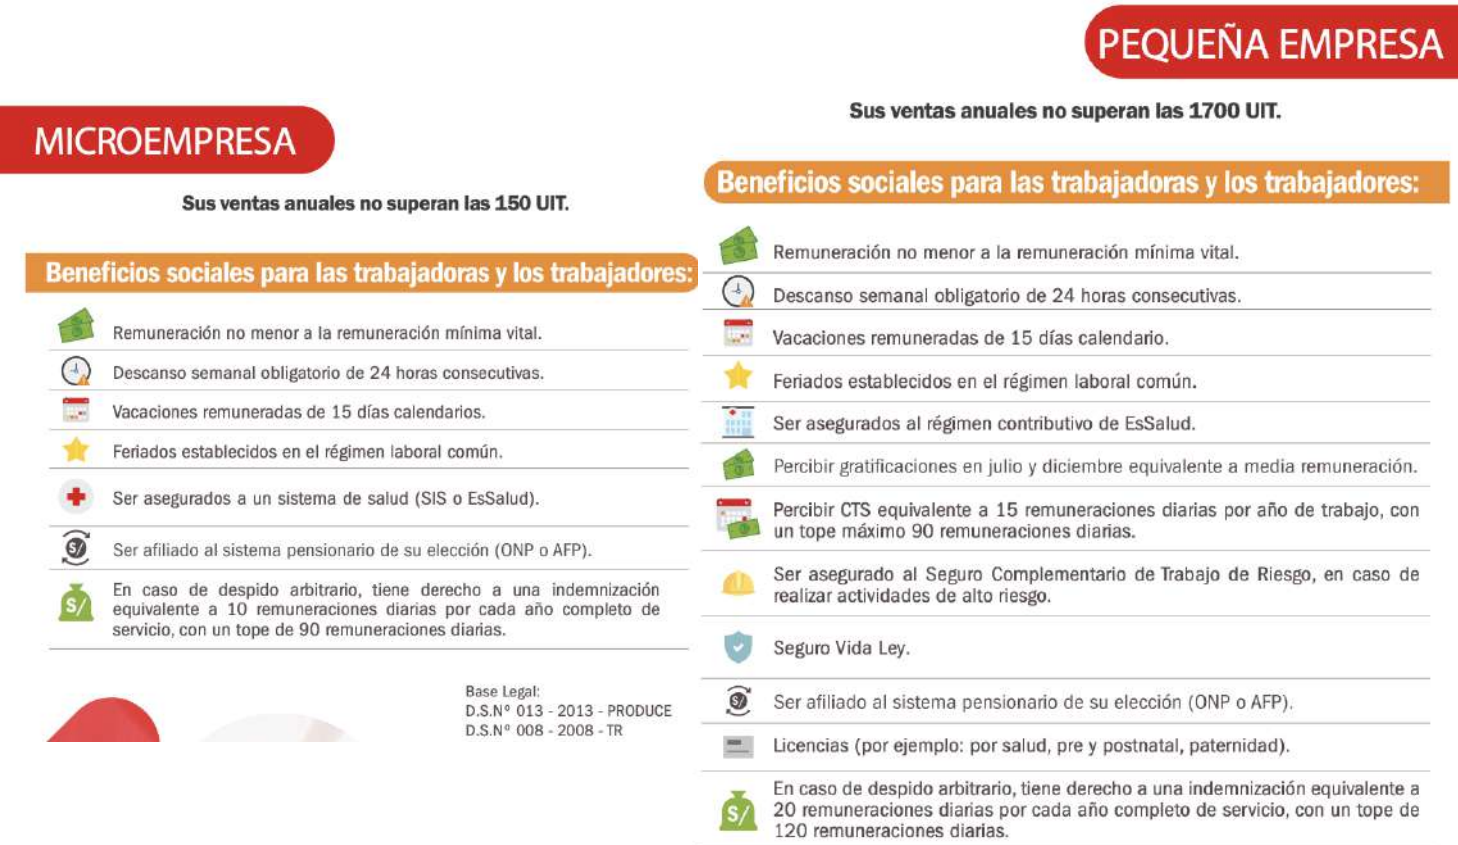 MICROEMPRESA
Sus ventas anuales no superan las 150 UIT.
Beneficios sociales para las trabajadoras y los trabajadores:
Remuneración no menor a la remuneración mínima vital.
Descanso semanal obligatorio de 24 horas consecutivas.
Vacaciones remuneradas de 15 días calendarios.
Feriados establecidos en el régimen laboral común.
Ser asegurados a un sistema de salud (SIS o EsSalud).
Ser afiliado al sistema pensionario de su elección (ONP o AFP).
En caso de despido arbitrario, tiene derecho a una indemnización
equivalente a 10 remuneraciones diarias por cada año completo de
servicio, con un tope de 90 remuneraciones diarias.
Base Legal:
D.S.Nº 013 - 2013 - PRODUCE
D.S.Nº 008 - 2008 - TR
PEQUEÑA EMPRESA
Sus ventas anuales no superan las 1700 UIT.
Beneficios sociales para las trabajadoras y los trabajadores:
Remuneración no menor a la remuneración mínima vital.
Descanso semanal obligatorio de 24 horas consecutivas.
Vacaciones remuneradas de 15 días calendario.
Feriados establecidos en el régimen laboral común.
Ser asegurados al régimen contributivo de EsSalud.
Percibir gratificaciones en julio y diciembre equivalente a media remuneración.
Percibir CTS equivalente a 15 remuneraciones diarias por año de trabajo, con
un tope máximo 90 remuneraciones diarias.
Ser asegurado al Seguro Complementario de Trabajo de Riesgo, en caso de
realizar actividades de alto riesgo.
Seguro Vida Ley.
Ser afiliado al sistema pensionario de su elección (ONP o AFP).
Licencias (por ejemplo: por salud, pre y postnatal, paternidad).
En caso de despido arbitrario, tiene derecho a una indemnización equivalente a
20 remuneraciones diarias por cada año completo de servicio, con un tope de
120 remuneraciones diarias.